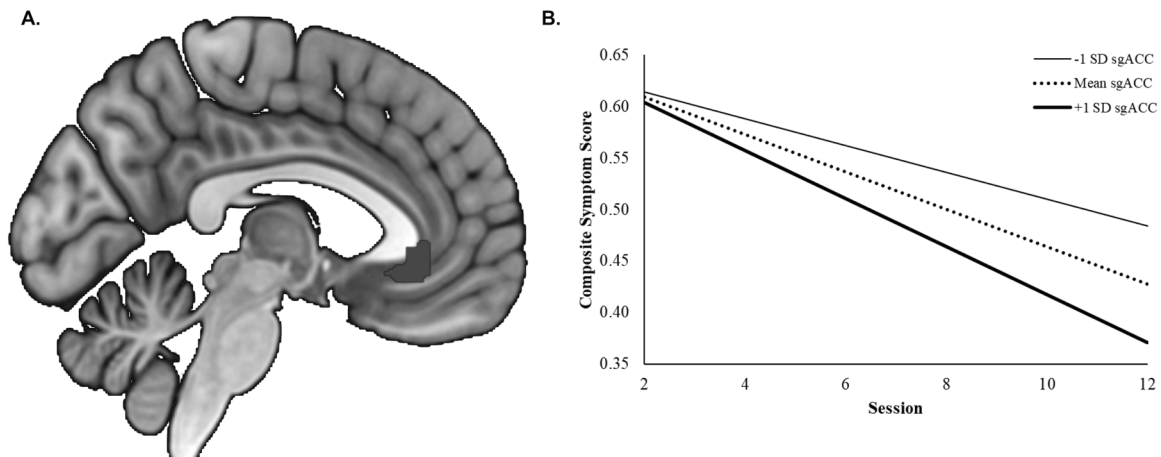 A.
B.
0.65
0.60
0.55
0.50
0.45
0.40
0.35
Composite Symptom Score
-1 SD sgACC
Mean sgACC
+1 SD sgACC
2 4 6 8 10 12
Session